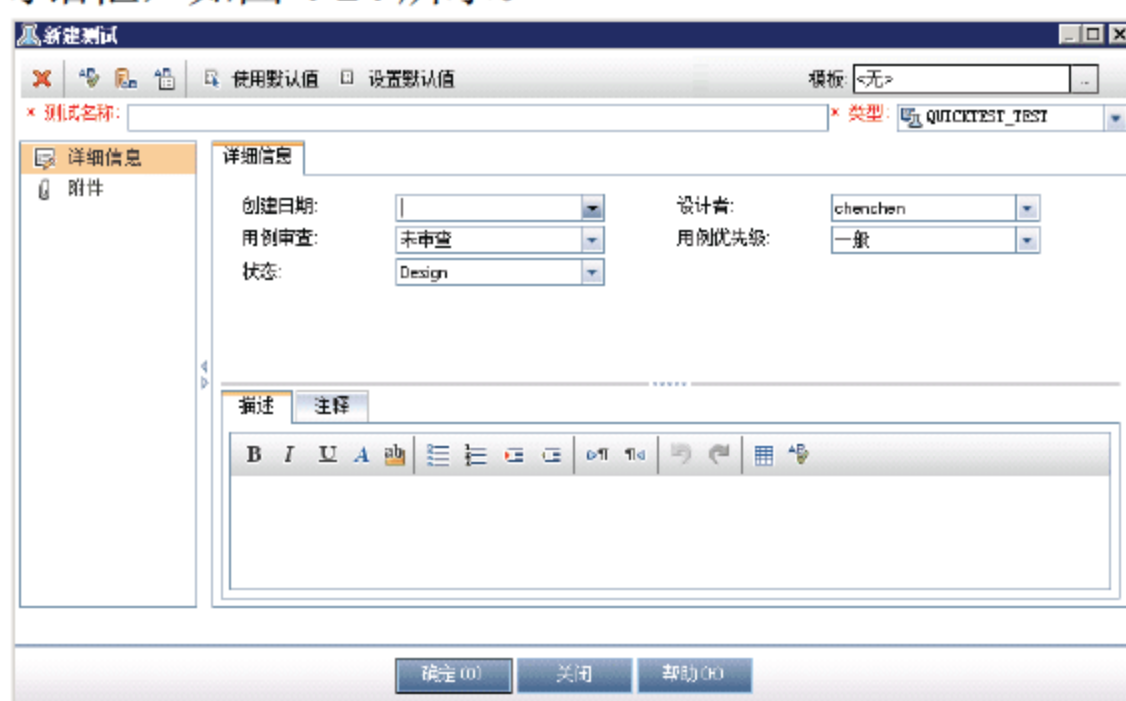 新建测试
使用默认值 设置默认值 模板: <无> ..
* 测试名称: * 类型: QUICKTEST_TEST
详细信息 详细信息
附件
创建日期: 设计者: chenchen
用例审查: 未审查 用例优先级: 一般
状态: Design
描述 注释
B I U A ab
确定(O) 关闭 帮助(H)